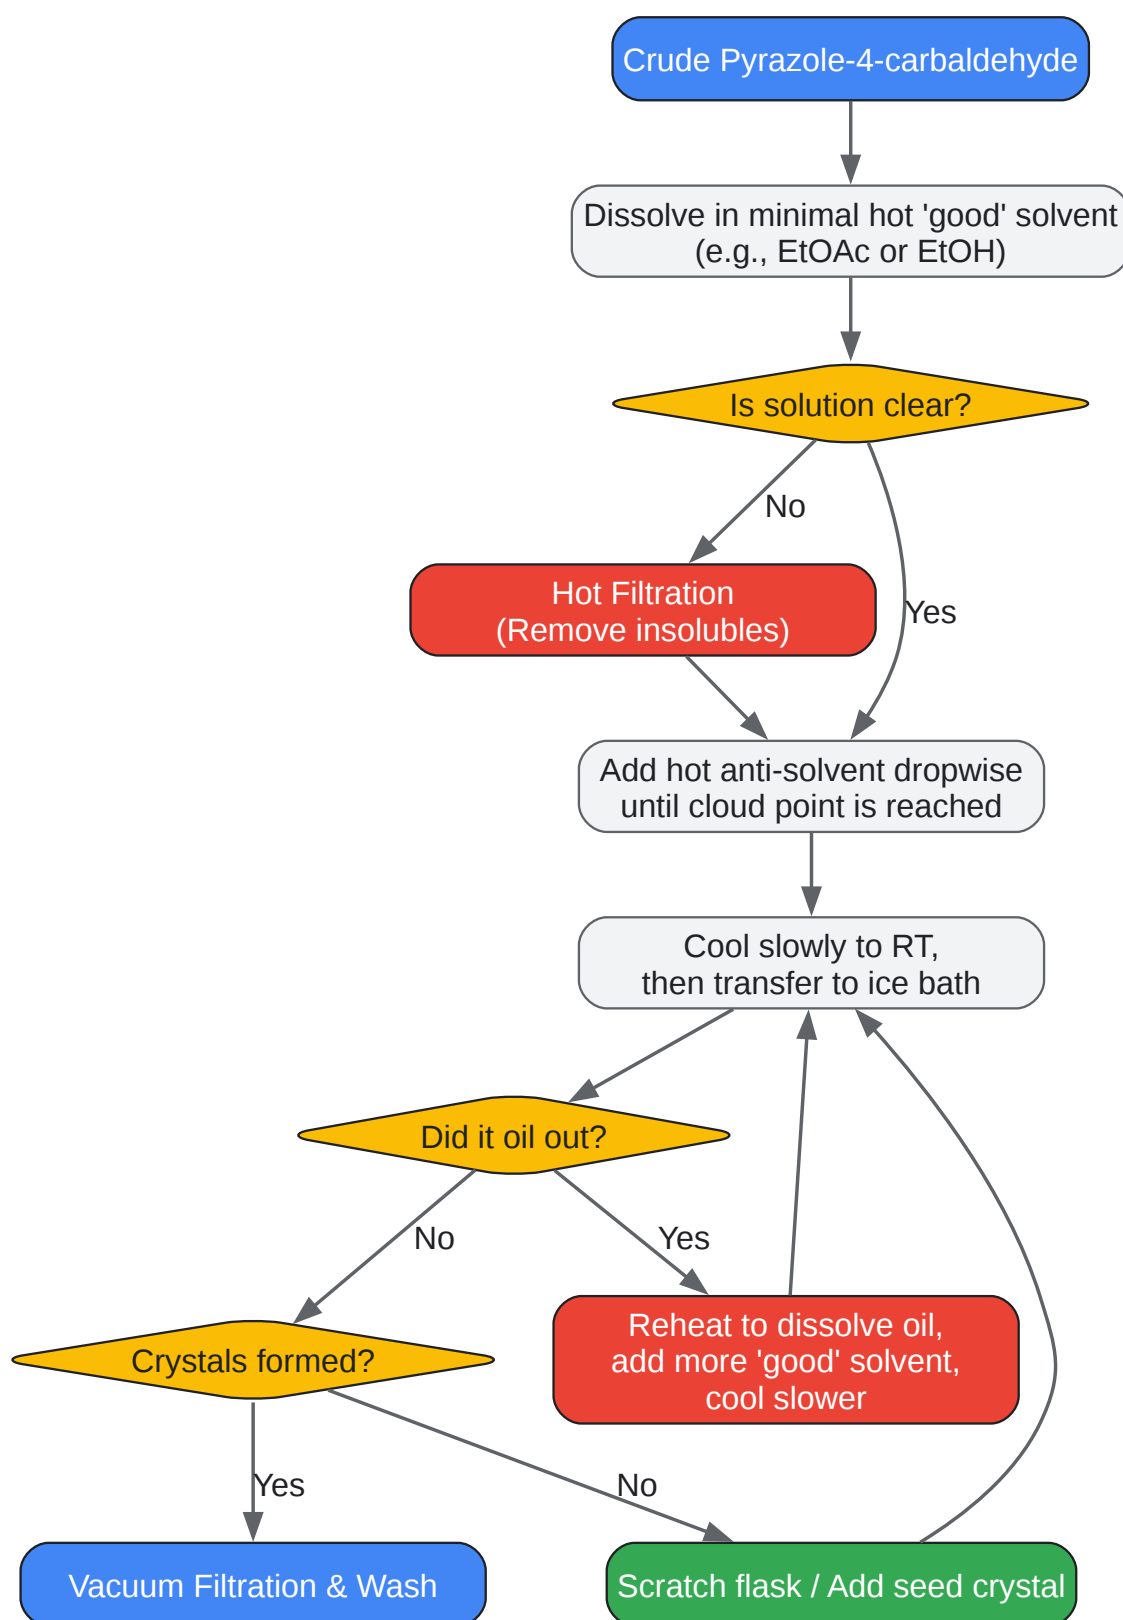 Crude Pyrazole-4-carbaldehyde
Dissolve in minimal hot 'good' solvent
(e.g., EtOAc or EtOH)
Is solution clear?
No
Hot Filtration
(Remove insolubles)
Yes
Add hot anti-solvent dropwise
until cloud point is reached
Cool slowly to RT,
then transfer to ice bath
Did it oil out?
No
Yes
Reheat to dissolve oil,
add more 'good' solvent,
cool slower
Crystals formed?
Yes
No
Vacuum Filtration & Wash
Scratch flask / Add seed crystal